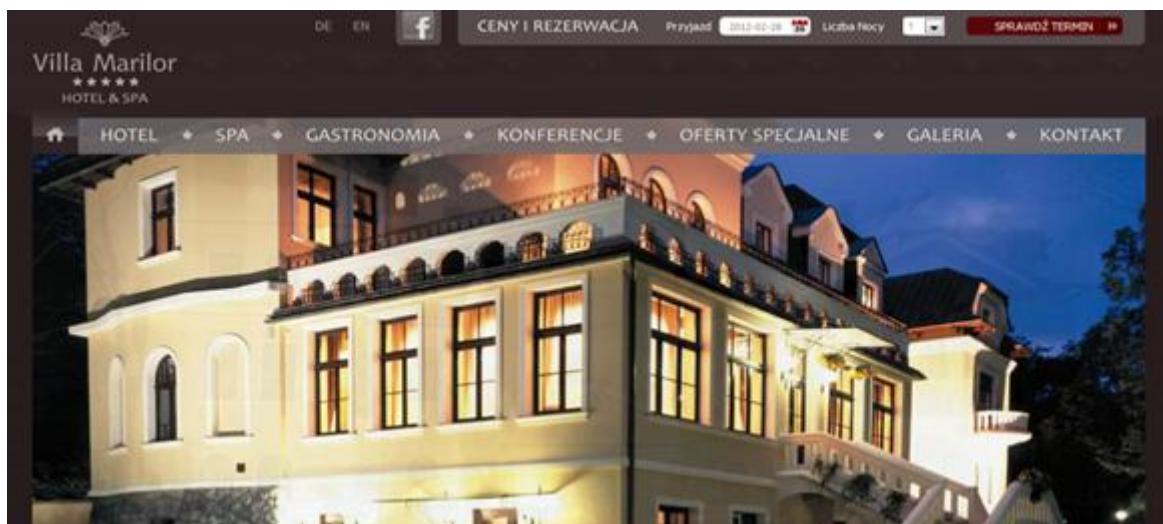 Villa Marilor
HOTEL & SPA
DE EN f CENY I REZERWACJA Przyjazd 2012-02-28 Liczba Nocy 1 SPRAWDŹ TERMIN
HOTEL SPA GASTRONOMIA KONFERENCJE OFERTY SPECJALNE GALERIA KONTAKT